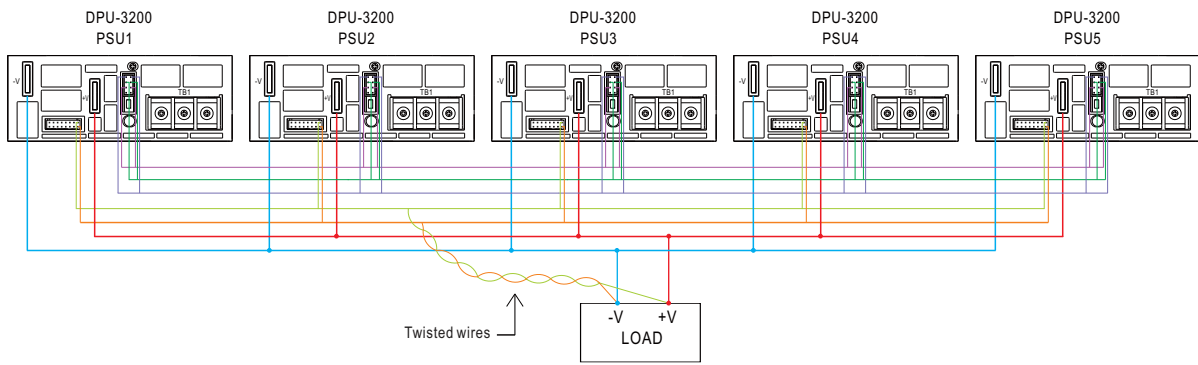 DPU-3200 DPU-3200 DPU-3200 DPU-3200 DPU-3200
PSU1 PSU2 PSU3 PSU4 PSU5
-V -V -V -V -V
+V +V +V +V +V
TB1 TB1 TB1 TB1 TB1
-V +V
Twisted wires
LOAD